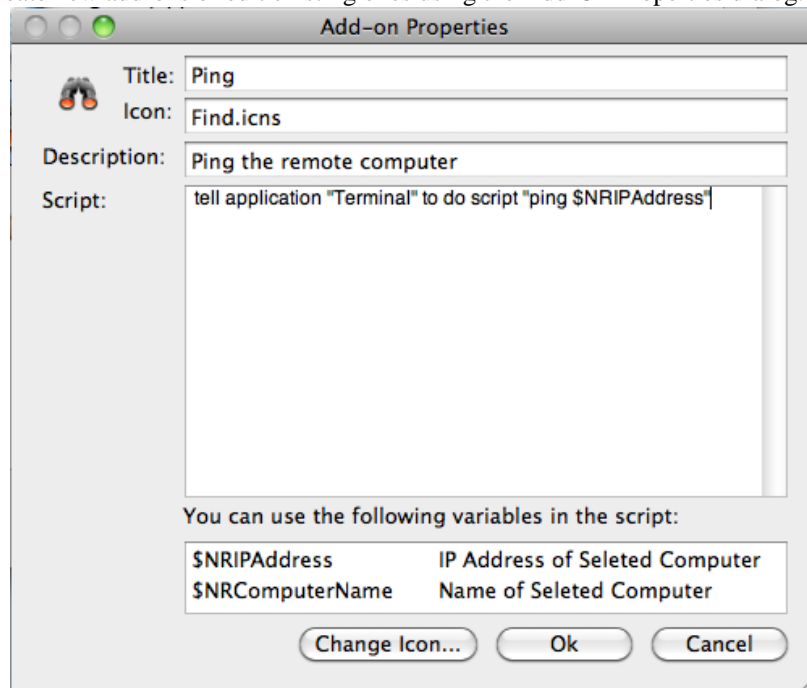 Add-on Properties
Title: Ping
Icon: Find.icns
Description: Ping the remote computer
Script: tell application "Terminal" to do script "ping $NRIPAddress"
You can use the following variables in the script:
$NRIPAddress IP Address of Seleted Computer
$NRComputerName Name of Seleted Computer
Change Icon... Ok Cancel